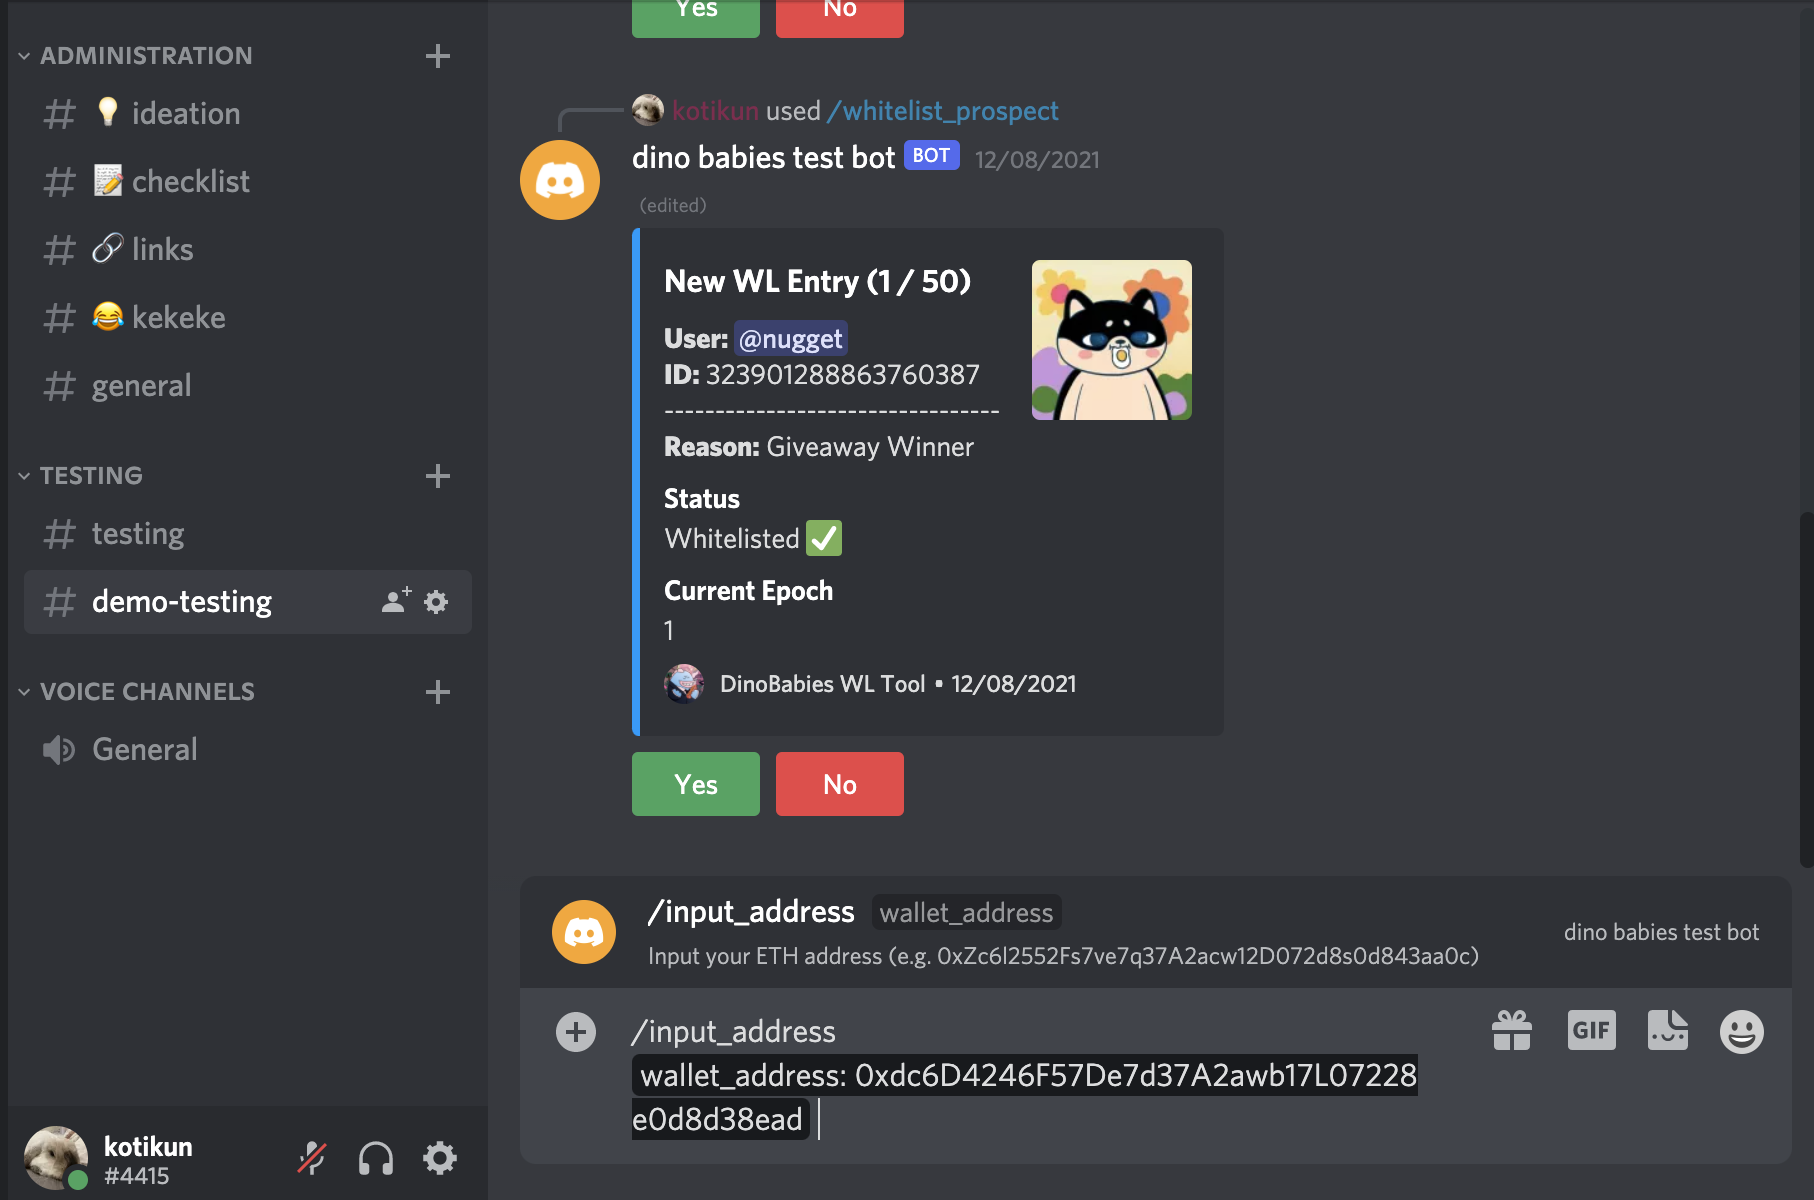 ADMINISTRATION
ideation
checklist
links
kekeke
general
TESTING
testing
demo-testing
VOICE CHANNELS
General
kotikun
#4415
Yes No
kotikun used /whitelist_prospect
dino babies test bot BOT 12/08/2021
(edited)
New WL Entry (1 / 50)
User: @nugget
ID: 323901288863760387
---------------------------------
Reason: Giveaway Winner
Status
Whitelisted ✅
Current Epoch
1
DinoBabies WL Tool • 12/08/2021
Yes No
/input_address wallet_address
Input your ETH address (e.g. 0xZc6l2552Fs7ve7q37A2acw12D072d8s0d843aa0c)
dino babies test bot
/input_address
wallet_address: 0xdc6D4246F57De7d37A2awb17L07228
e0d8d38ead
GIF